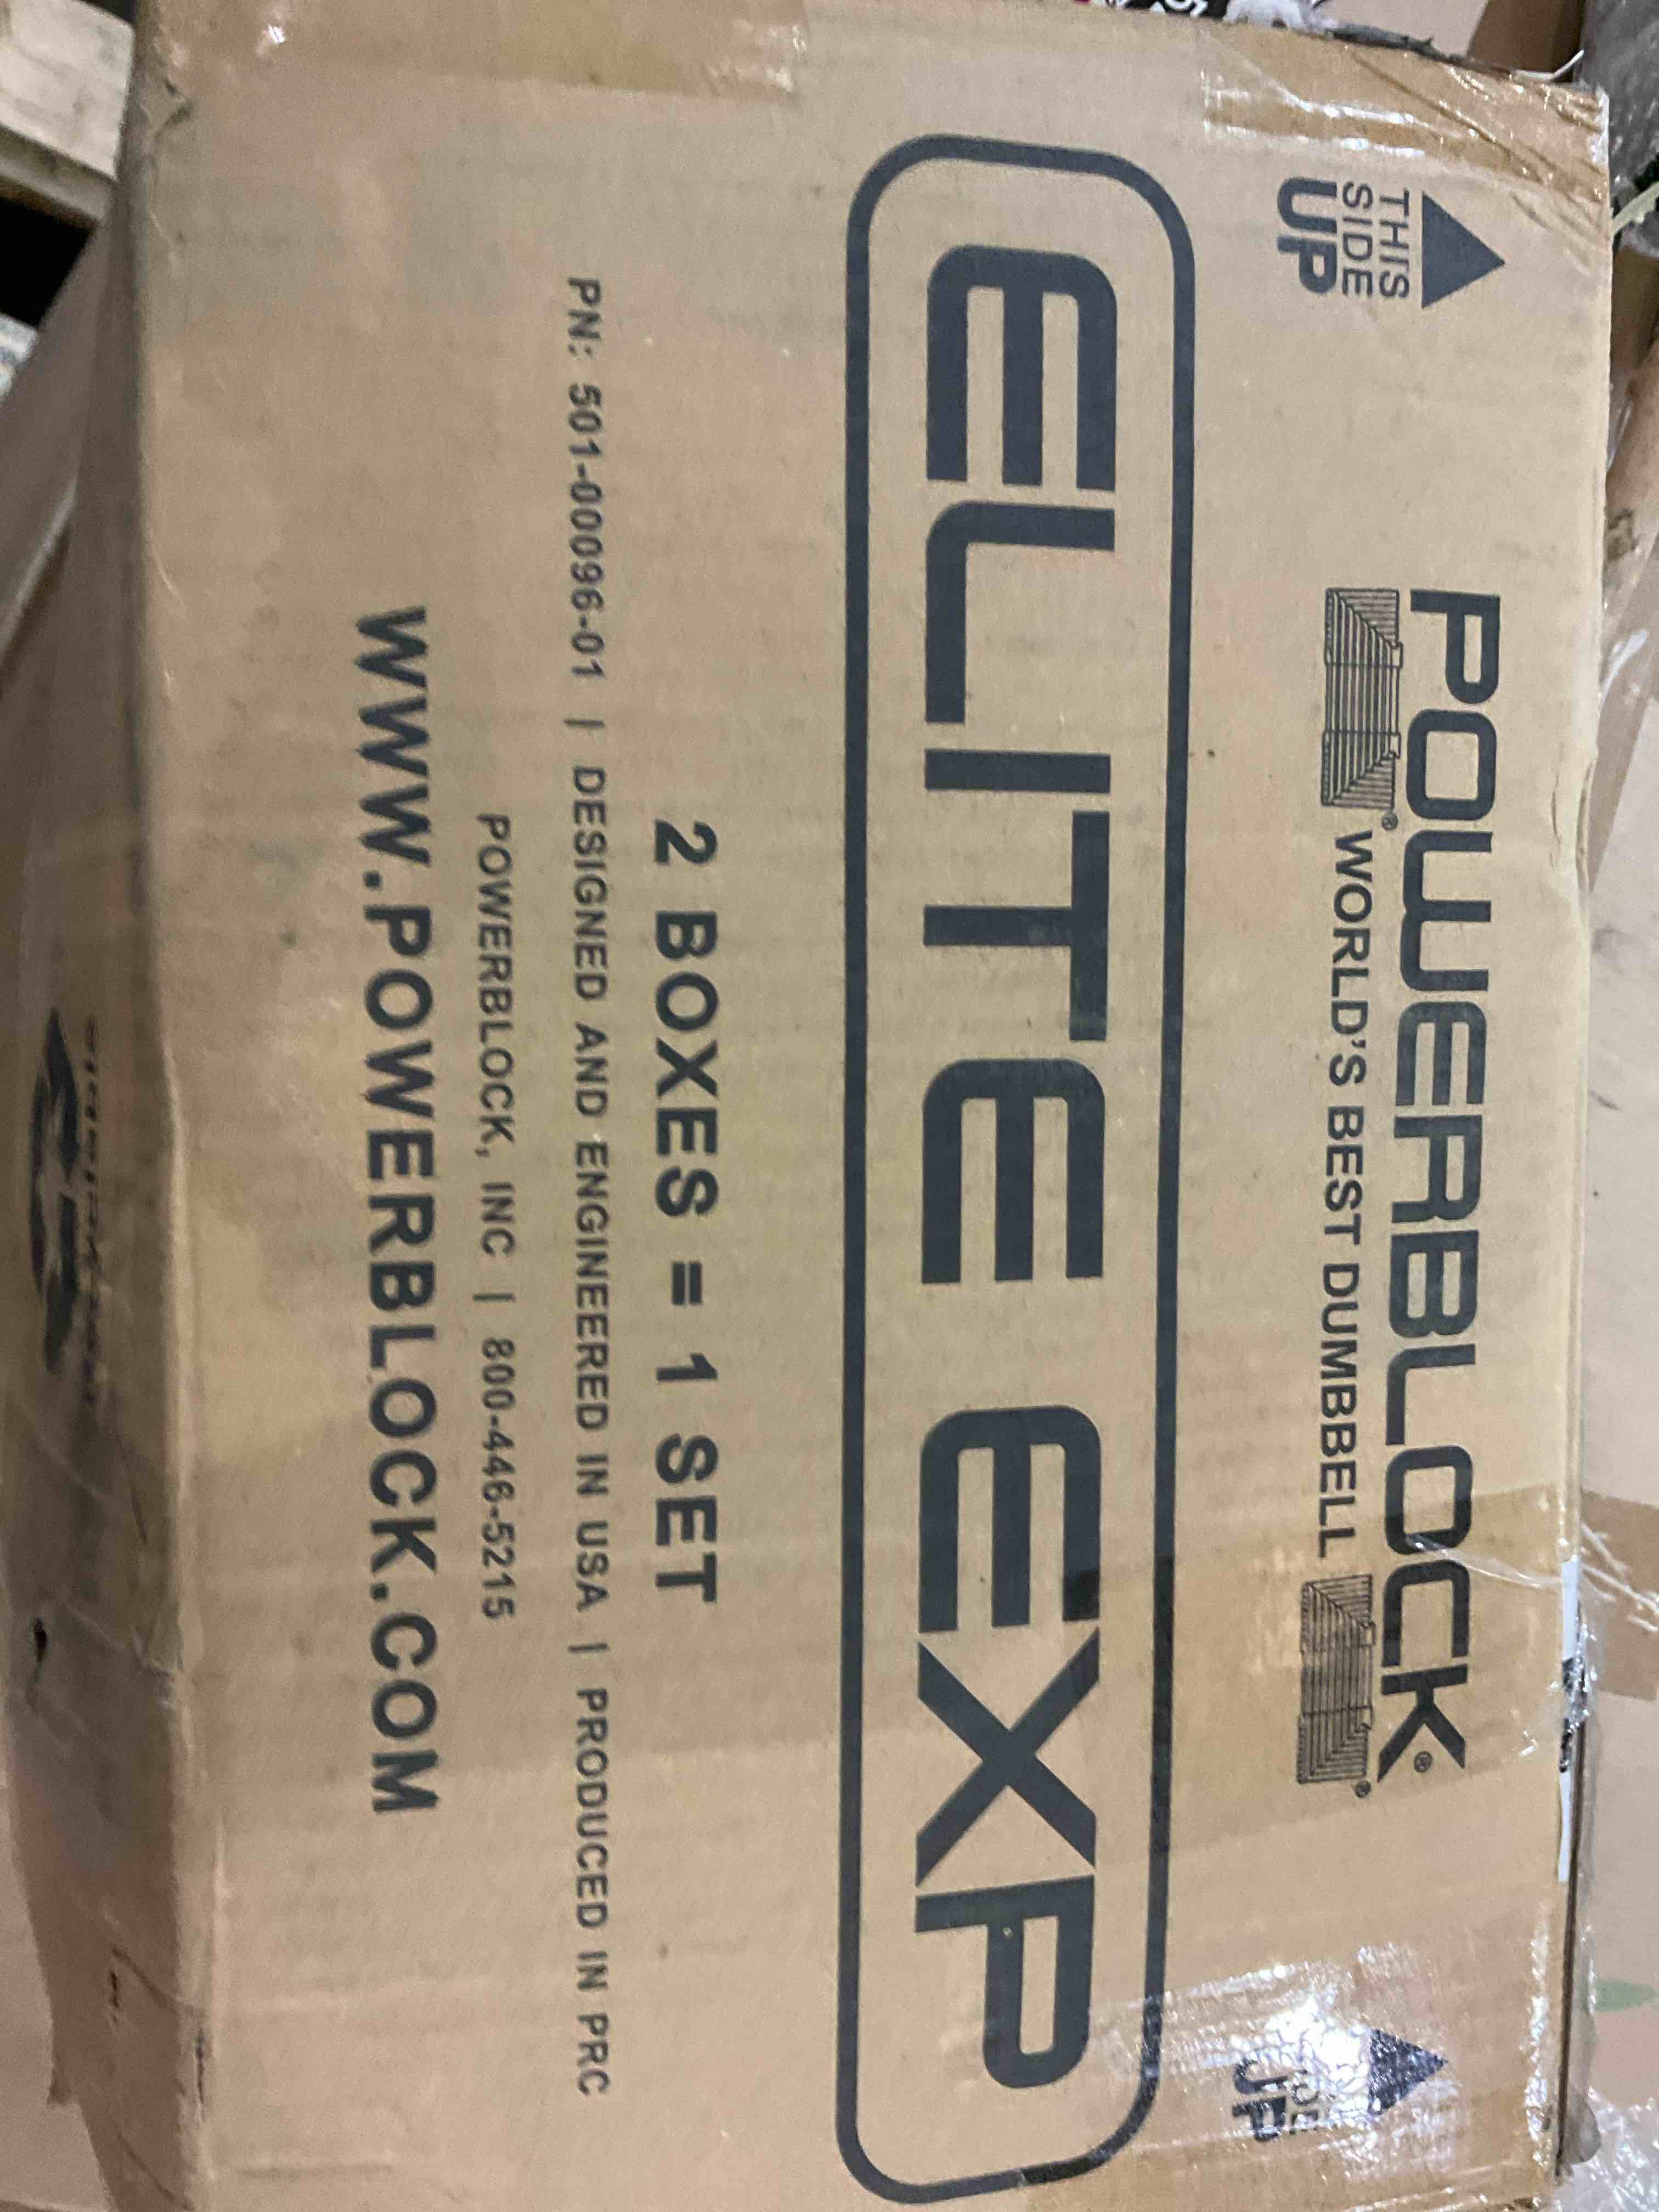 THIS
SIDE
UP
POWERBLOCK®
® WORLD'S BEST DUMBBELL ®
ELITE EXP
2 BOXES = 1 SET
PN: 501-00096-01 | DESIGNED AND ENGINEERED IN USA | PRODUCED IN PRC
POWERBLOCK, INC | 800-446-5215
WWW.POWERBLOCK.COM